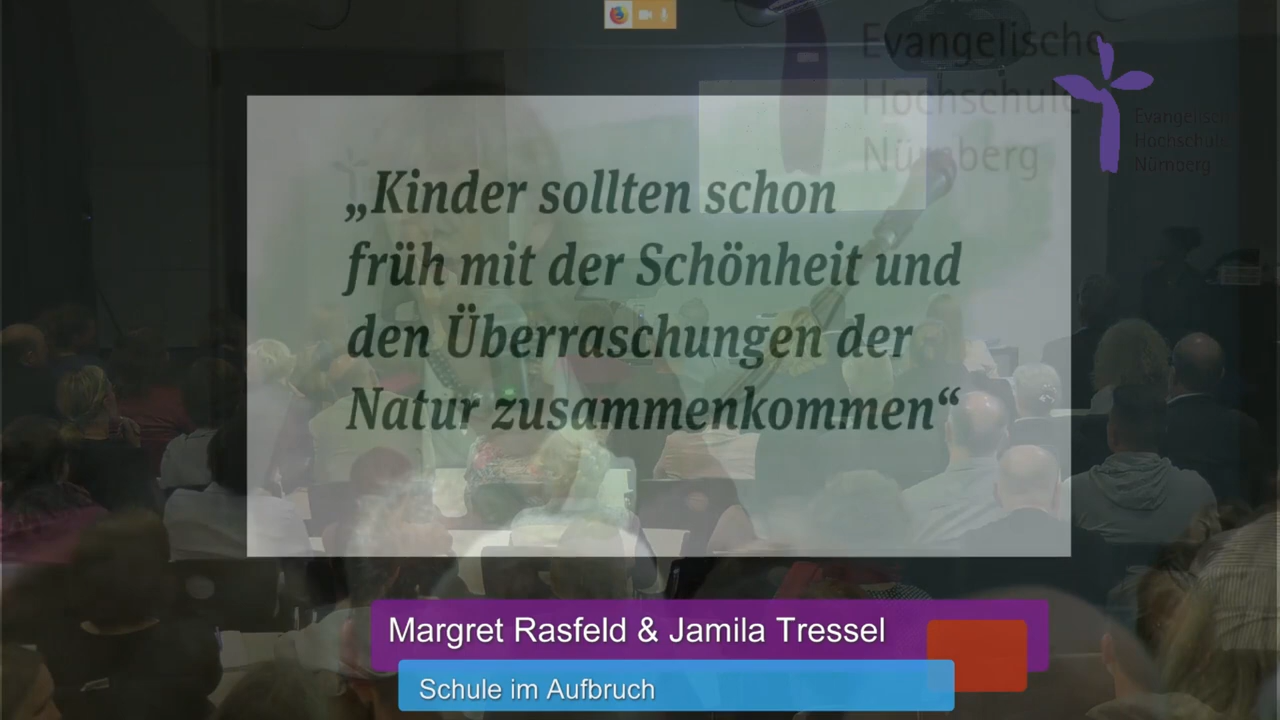 Evangelische
Hochschule
Nürnberg
Evangelische
Hochschule
Nürnberg
„Kinder sollten schon
früh mit der Schönheit und
den Überraschungen der
Natur zusammenkommen“
Margret Rasfeld & Jamila Tressel
Schule im Aufbruch